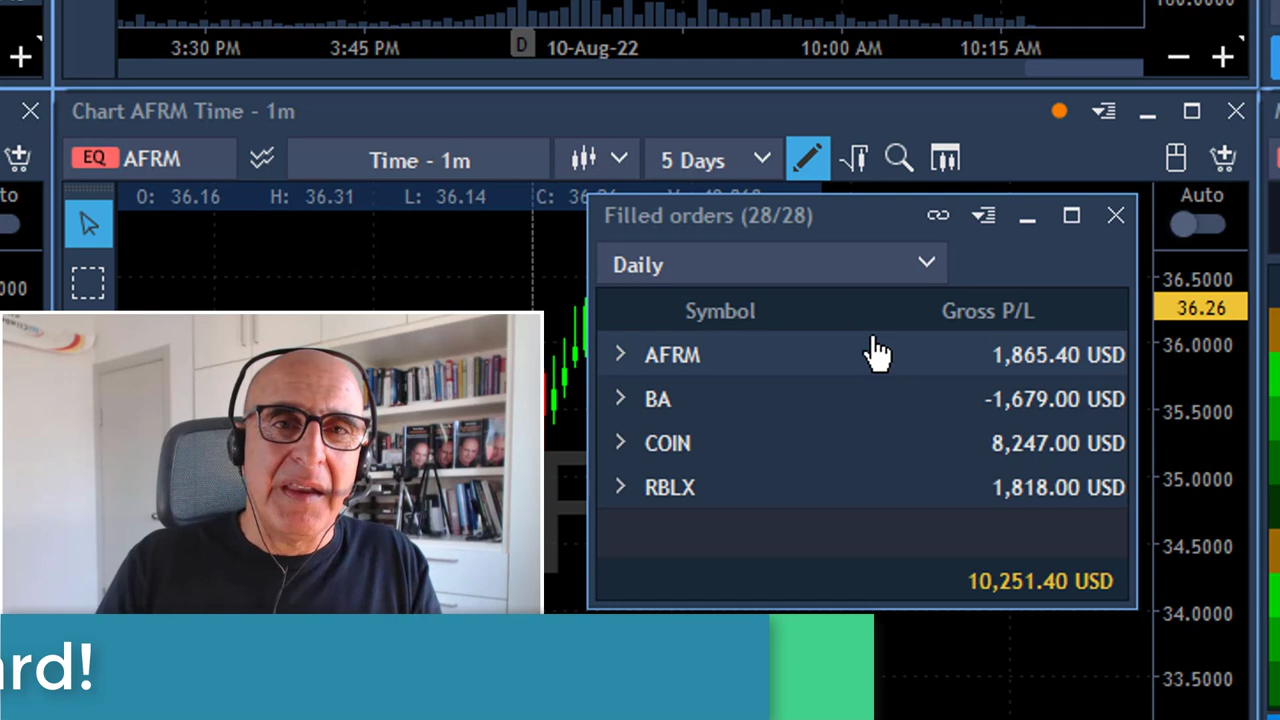 3:30 PM 3:45 PM D 10-Aug-22 10:00 AM 10:15 AM
Chart AFRM Time - 1m
EQ AFRM Time - 1m 5 Days
O: 36.16 H: 36.31 L: 36.14 C:
Auto
Filled orders (28/28)
Daily
Symbol Gross P/L
AFRM 1,865.40 USD
BA -1,679.00 USD
COIN 8,247.00 USD
RBLX 1,818.00 USD
10,251.40 USD
36.5000
36.26
36.0000
35.5000
35.0000
34.5000
34.0000
33.5000
ard!